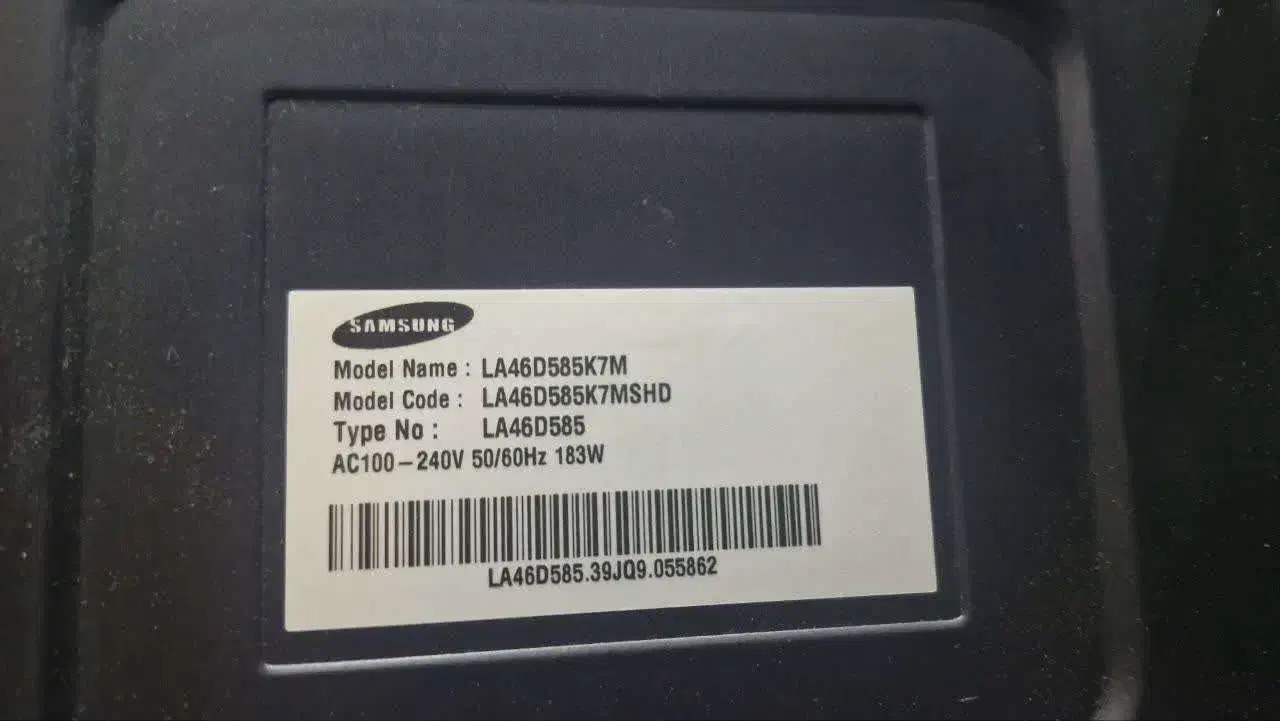 SAMSUNG
Model Name : LA46D585K7M
Model Code : LA46D585K7MSHD
Type No : LA46D585
AC100-240V 50/60Hz 183W
LA46D585.39JQ9.055862